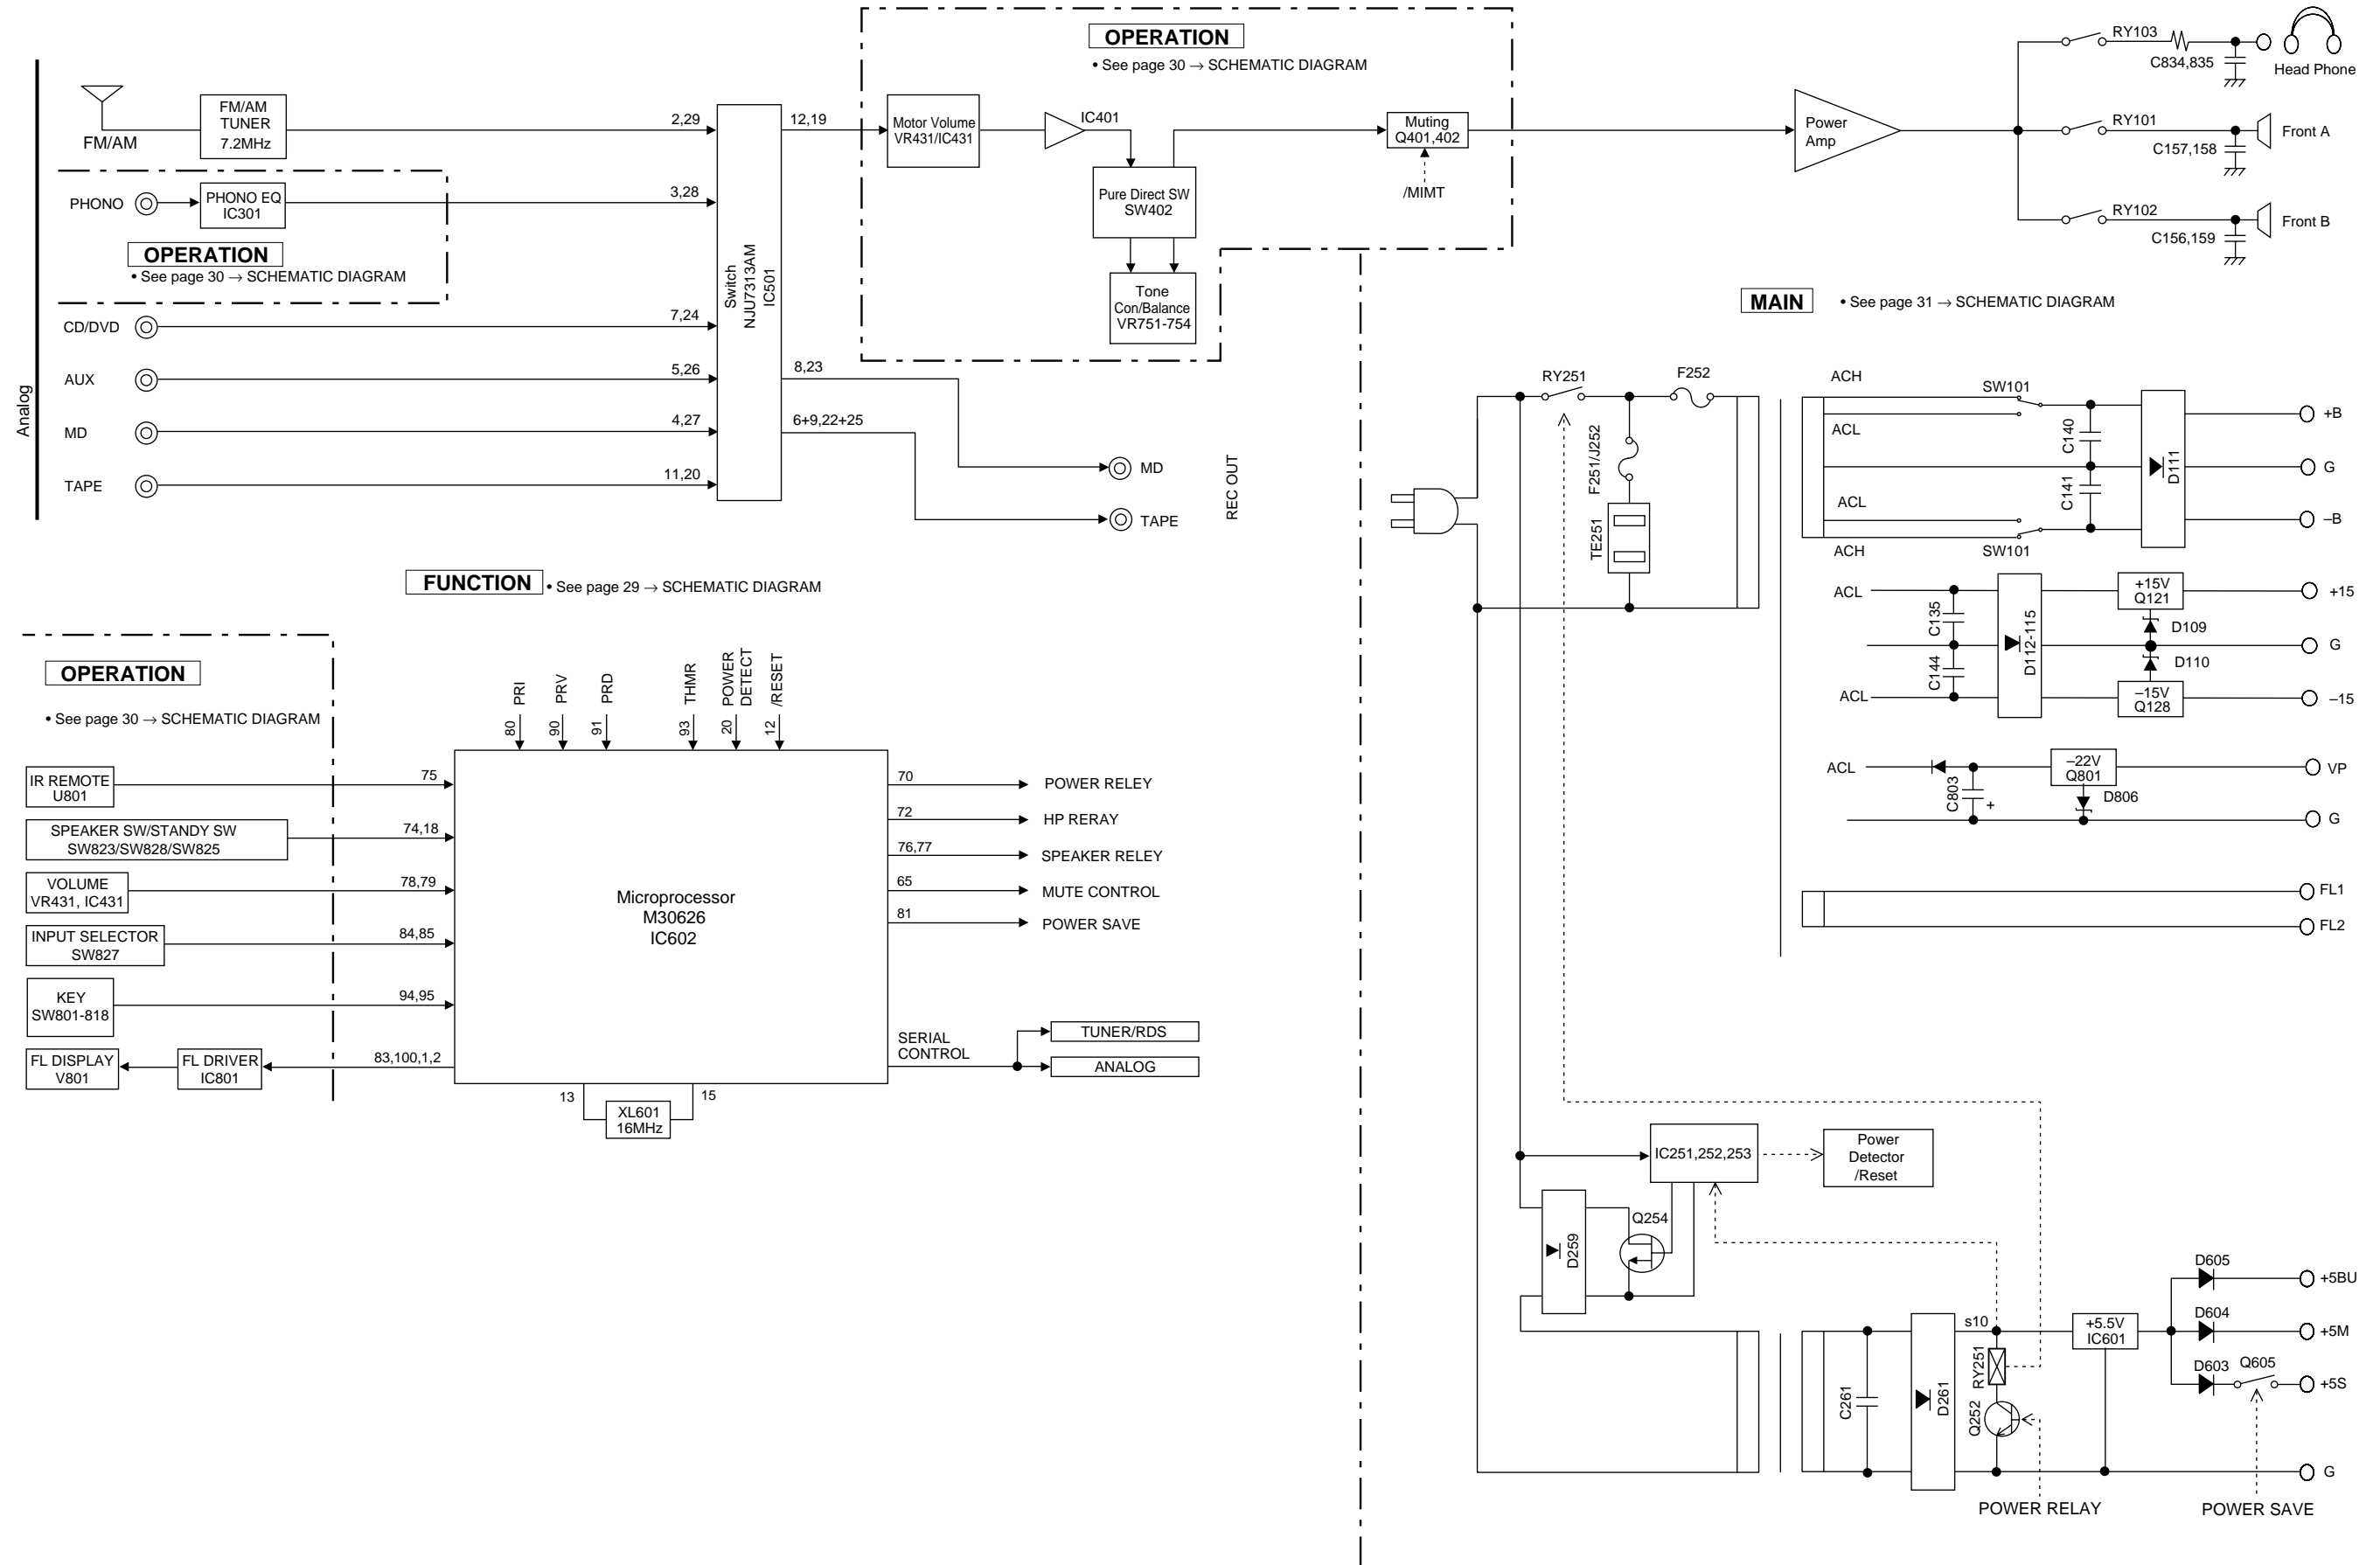 OPERATION
• See page 30 → SCHEMATIC DIAGRAM
FM/AM
FM/AM
TUNER
7.2MHz
2,29
12,19
Motor Volume
VR431/IC431
IC401
Muting
Q401,402
/MIMT
Pure Direct SW
SW402
Tone
Con/Balance
VR751-754
Power
Amp
RY103
C834,835
Head Phone
RY101
C157,158
Front A
RY102
C156,159
Front B
Analog
PHONO
PHONO EQ
IC301
3,28
OPERATION
• See page 30 → SCHEMATIC DIAGRAM
Switch
NJU7313AM
IC501
CD/DVD
7,24
AUX
5,26
MD
4,27
TAPE
11,20
8,23
6+9,22+25
MD
TAPE
REC OUT
MAIN
• See page 31 → SCHEMATIC DIAGRAM
RY251
F252
F251/J252
TE251
ACH
SW101
ACL
C140
C141
ACL
ACH
SW101
D111
+B
G
–B
ACL
C135
C144
ACL
D112-115
+15V
Q121
D109
D110
–15V
Q128
+15
G
–15
ACL
C803
+
–22V
Q801
D806
VP
G
FL1
FL2
FUNCTION
• See page 29 → SCHEMATIC DIAGRAM
OPERATION
• See page 30 → SCHEMATIC DIAGRAM
80
PRI
90
PRV
91
PRD
93
THMR
20
POWER
DETECT
12
/RESET
IR REMOTE
U801
75
SPEAKER SW/STANDY SW
SW823/SW828/SW825
74,18
VOLUME
VR431, IC431
78,79
INPUT SELECTOR
SW827
84,85
KEY
SW801-818
94,95
FL DISPLAY
V801
FL DRIVER
IC801
83,100,1,2
Microprocessor
M30626
IC602
70
POWER RELEY
72
HP RERAY
76,77
SPEAKER RELEY
65
MUTE CONTROL
81
POWER SAVE
SERIAL
CONTROL
TUNER/RDS
ANALOG
13
15
XL601
16MHz
IC251,252,253
Power
Detector
/Reset
D259
Q254
C261
D261
s10
RY251
Q252
+5.5V
IC601
D605
+5BU
D604
+5M
D603
Q605
+5S
G
POWER RELAY
POWER SAVE